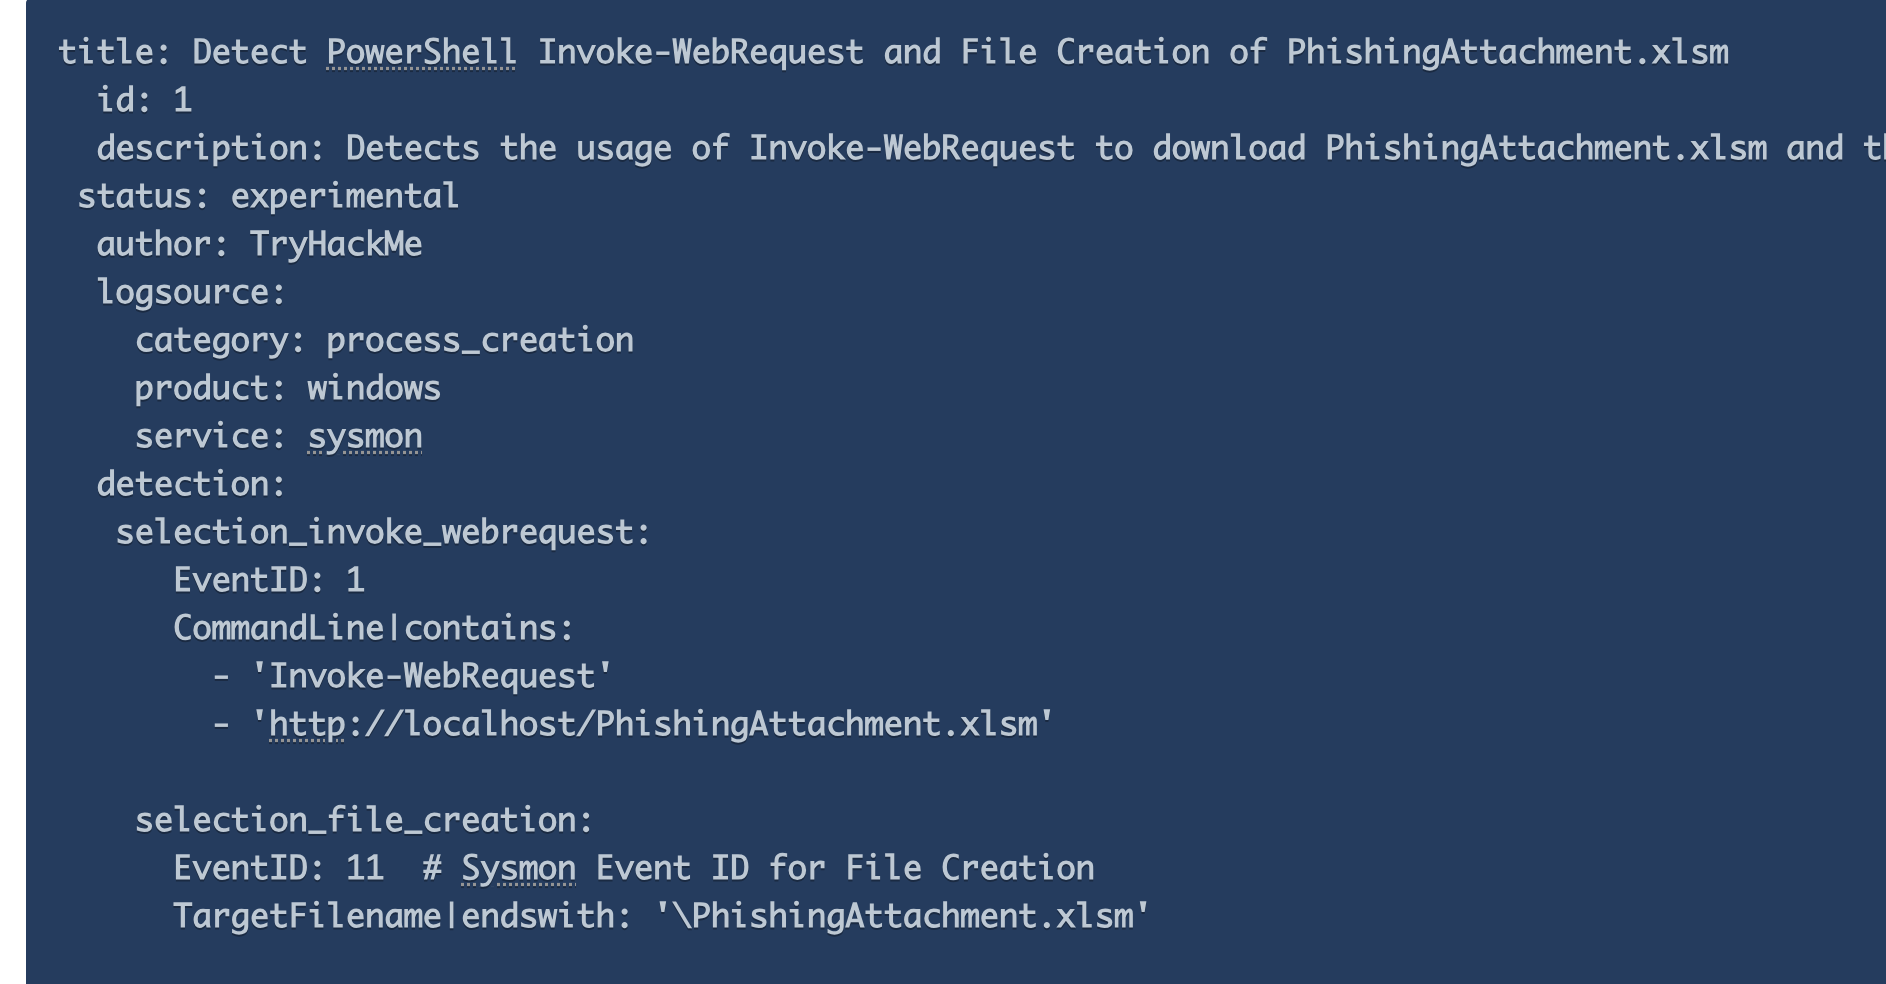 title: Detect PowerShell Invoke-WebRequest and File Creation of PhishingAttachment.xlsm
id: 1
description: Detects the usage of Invoke-WebRequest to download PhishingAttachment.xlsm and
status: experimental
author: TryHackMe
logsource:
category: process_creation
product: windows
service: sysmon
detection:
selection_invoke_webrequest:
EventID: 1
CommandLine|contains:
- 'Invoke-WebRequest'
- 'http://localhost/PhishingAttachment.xlsm'
selection_file_creation:
EventID: 11  # Sysmon Event ID for File Creation
TargetFilename|endswith: '\PhishingAttachment.xlsm'